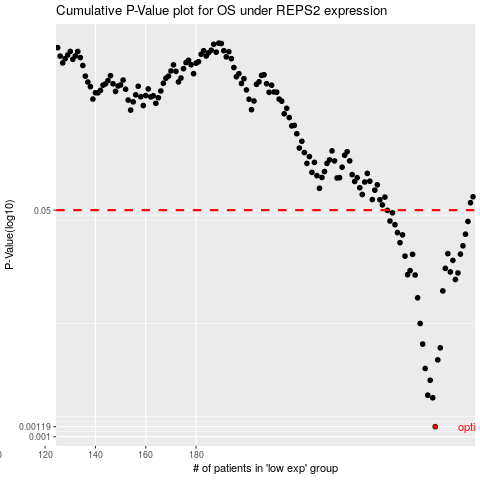 Cumulative P-Value plot for OS under REPS2 expression
P-Value(log10)
0.05
0.00119
0.001
opti
0 120 140 160 180
# of patients in 'low exp' group